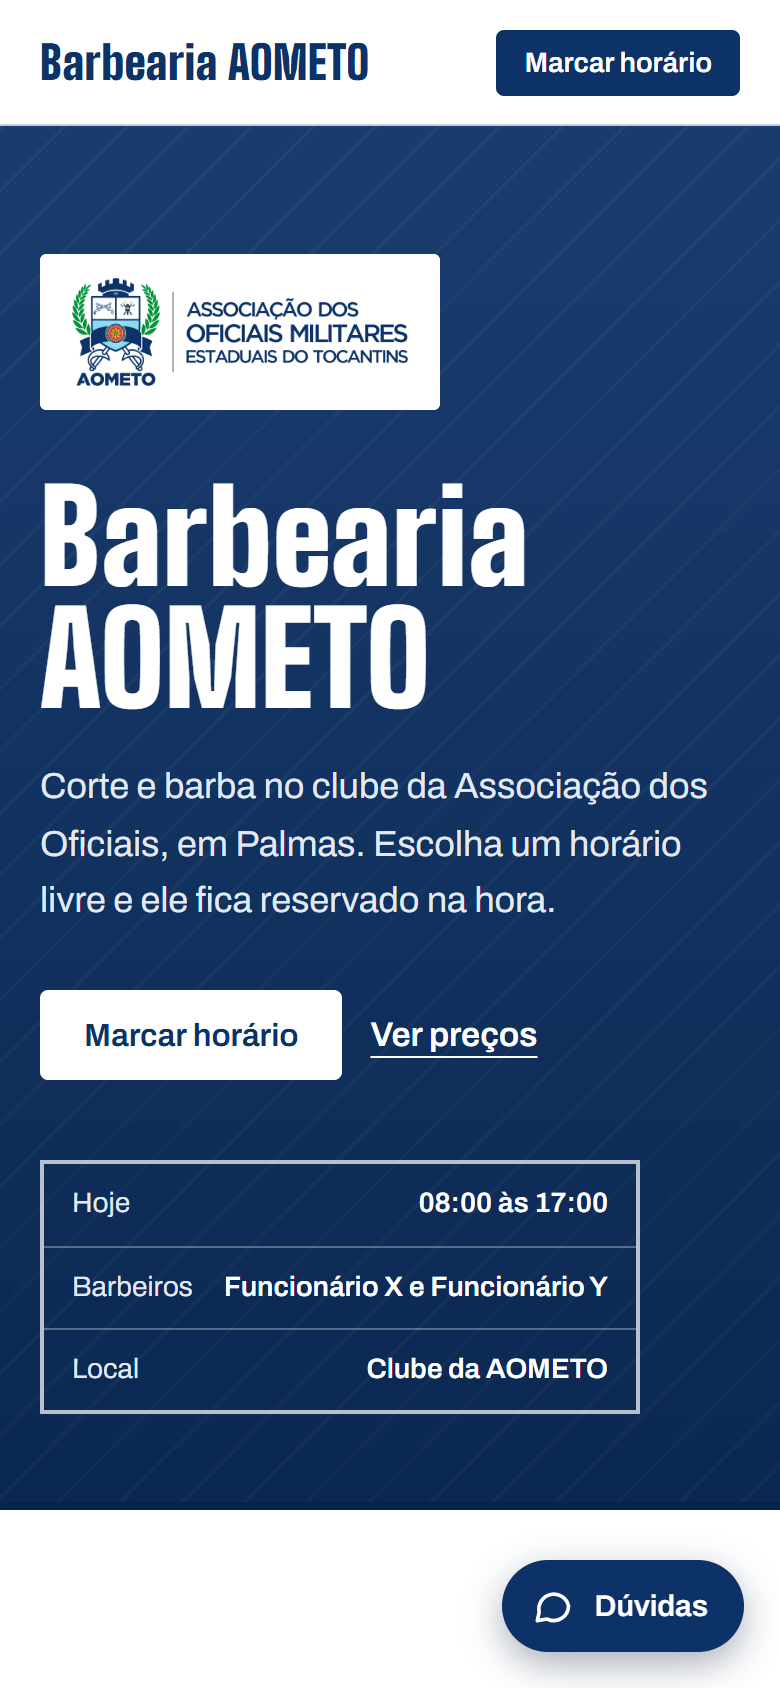 Barbearia AOMETO
Marcar horário
AOMETO
ASSOCIAÇÃO DOS
OFICIAIS MILITARES
ESTADUAIS DO TOCANTINS
Barbearia
AOMETO
Corte e barba no clube da Associação dos
Oficiais, em Palmas. Escolha um horário
livre e ele fica reservado na hora.
Marcar horário
Ver preços
Hoje 08:00 às 17:00
Barbeiros Funcionário X e Funcionário Y
Local Clube da AOMETO
Dúvidas